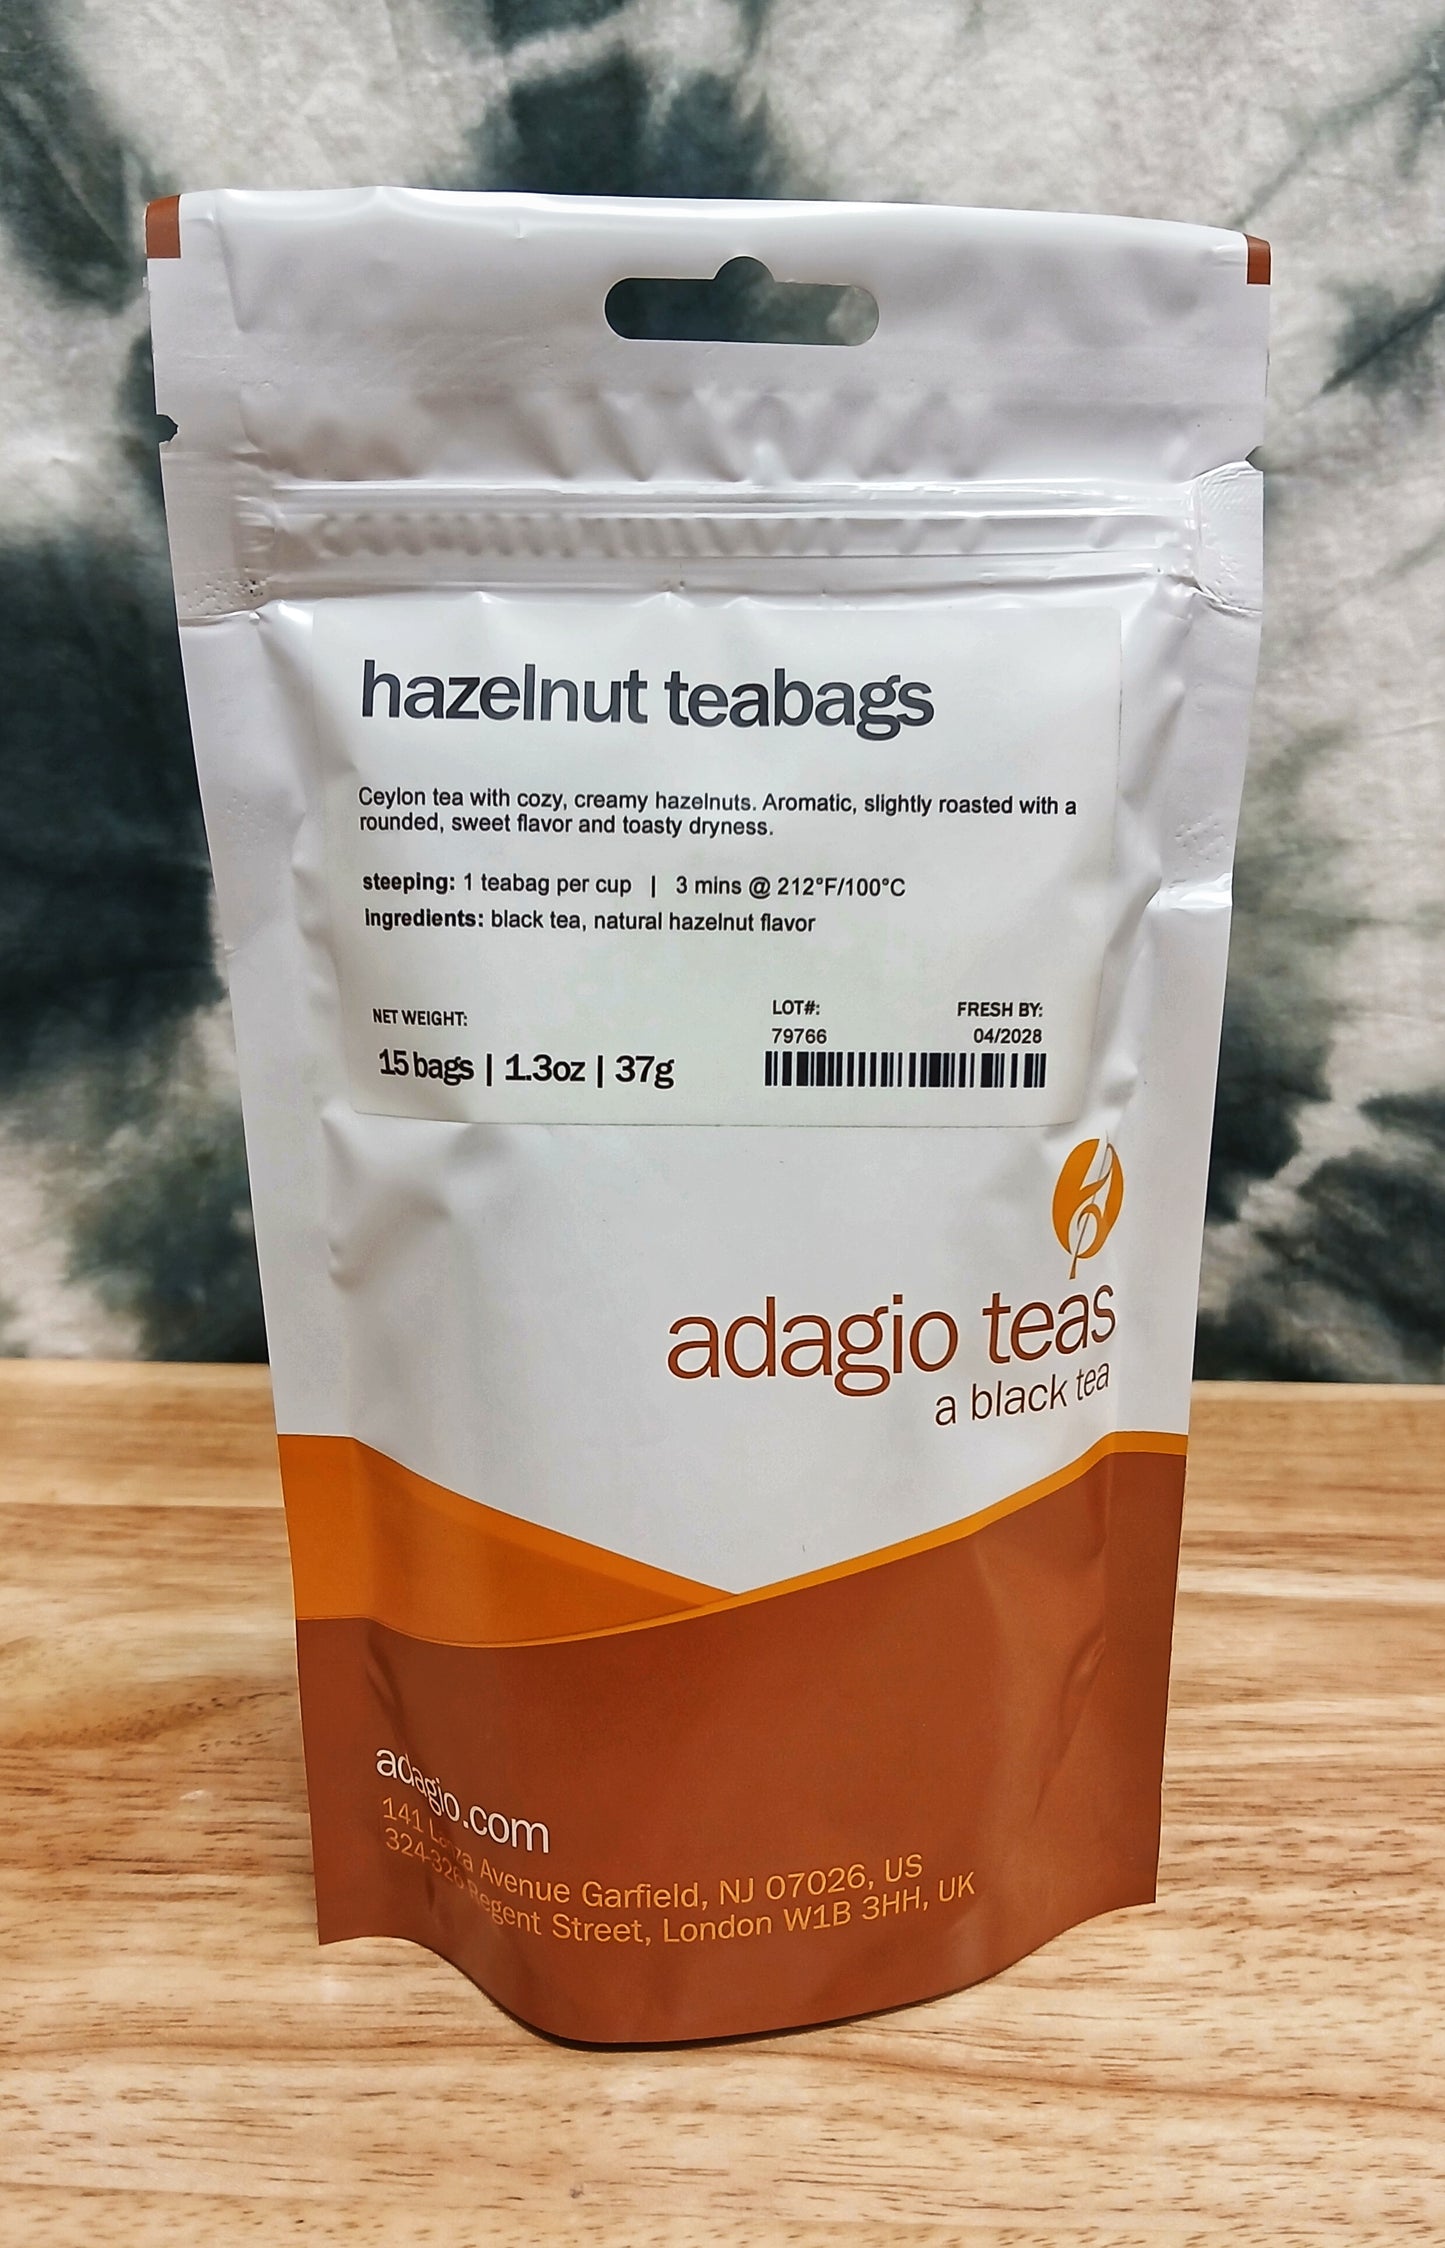 hazelnut teabags
Ceylon tea with cozy, creamy hazelnuts. Aromatic, slightly roasted with a
rounded, sweet flavor and toasty dryness.
steeping: 1 teabag per cup | 3 mins @ 212°F/100°C
ingredients: black tea, natural hazelnut flavor
NET WEIGHT:
15 bags | 1.3oz | 37g
LOT#:
79766
FRESH BY:
04/2028
adagio teas
a black tea
adagio.com
141 Avenue Garfield, NJ 07026, US
324-326 Regent Street, London W1B 3HH, UK